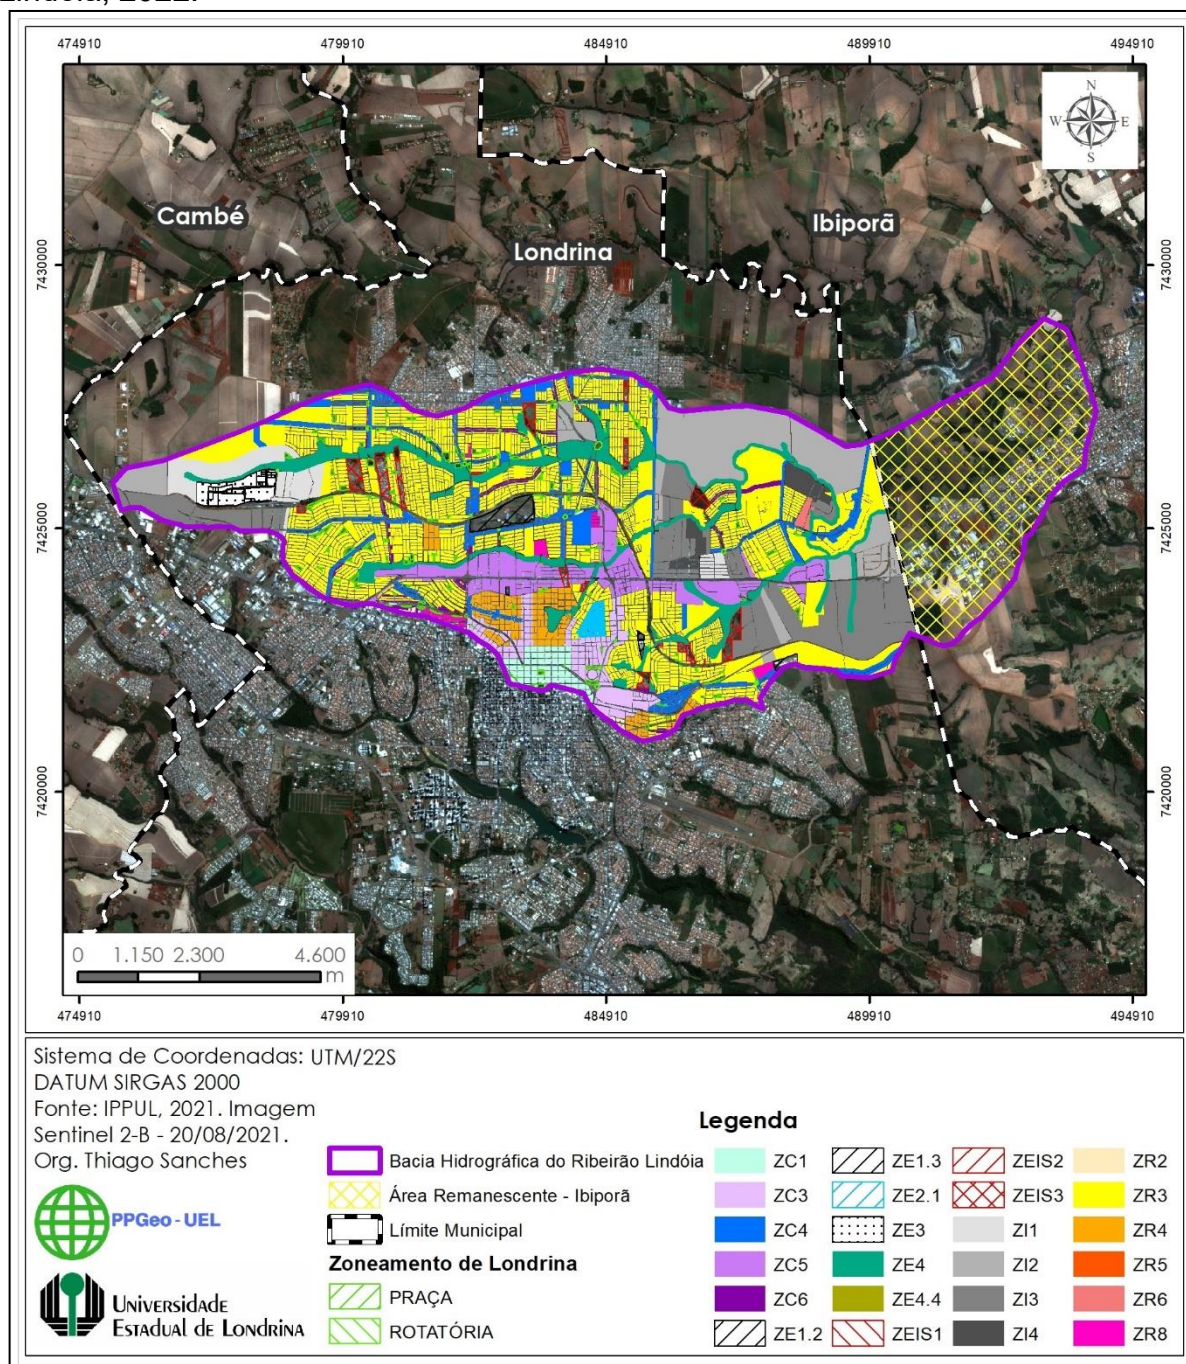 Lindóia, 2022.
474910 479910 484910 489910 494910
N
W E
S
Cambé
Londrina
Ibiporã
7430000 7430000
7425000 7425000
7420000 7420000
0 1.150 2.300 4.600
m
474910 479910 484910 489910 494910
Sistema de Coordenadas: UTM/22S
DATUM SIRGAS 2000
Fonte: IPPUL, 2021. Imagem
Sentinel 2-B - 20/08/2021.
Org. Thiago Sanches
PPGeo - UEL
UNIVERSIDADE
ESTADUAL DE LONDRINA
Legenda
Bacia Hidrográfica do Ribeirão Lindóia
Área Remanescente - Ibiporã
Límite Municipal
Zoneamento de Londrina
PRAÇA
ROTATÓRIA
ZC1
ZC3
ZC4
ZC5
ZC6
ZE1.2
ZE1.3
ZE2.1
ZE3
ZE4
ZE4.4
ZEIS1
ZEIS2
ZEIS3
ZI1
ZI2
ZI3
ZI4
ZR2
ZR3
ZR4
ZR5
ZR6
ZR8